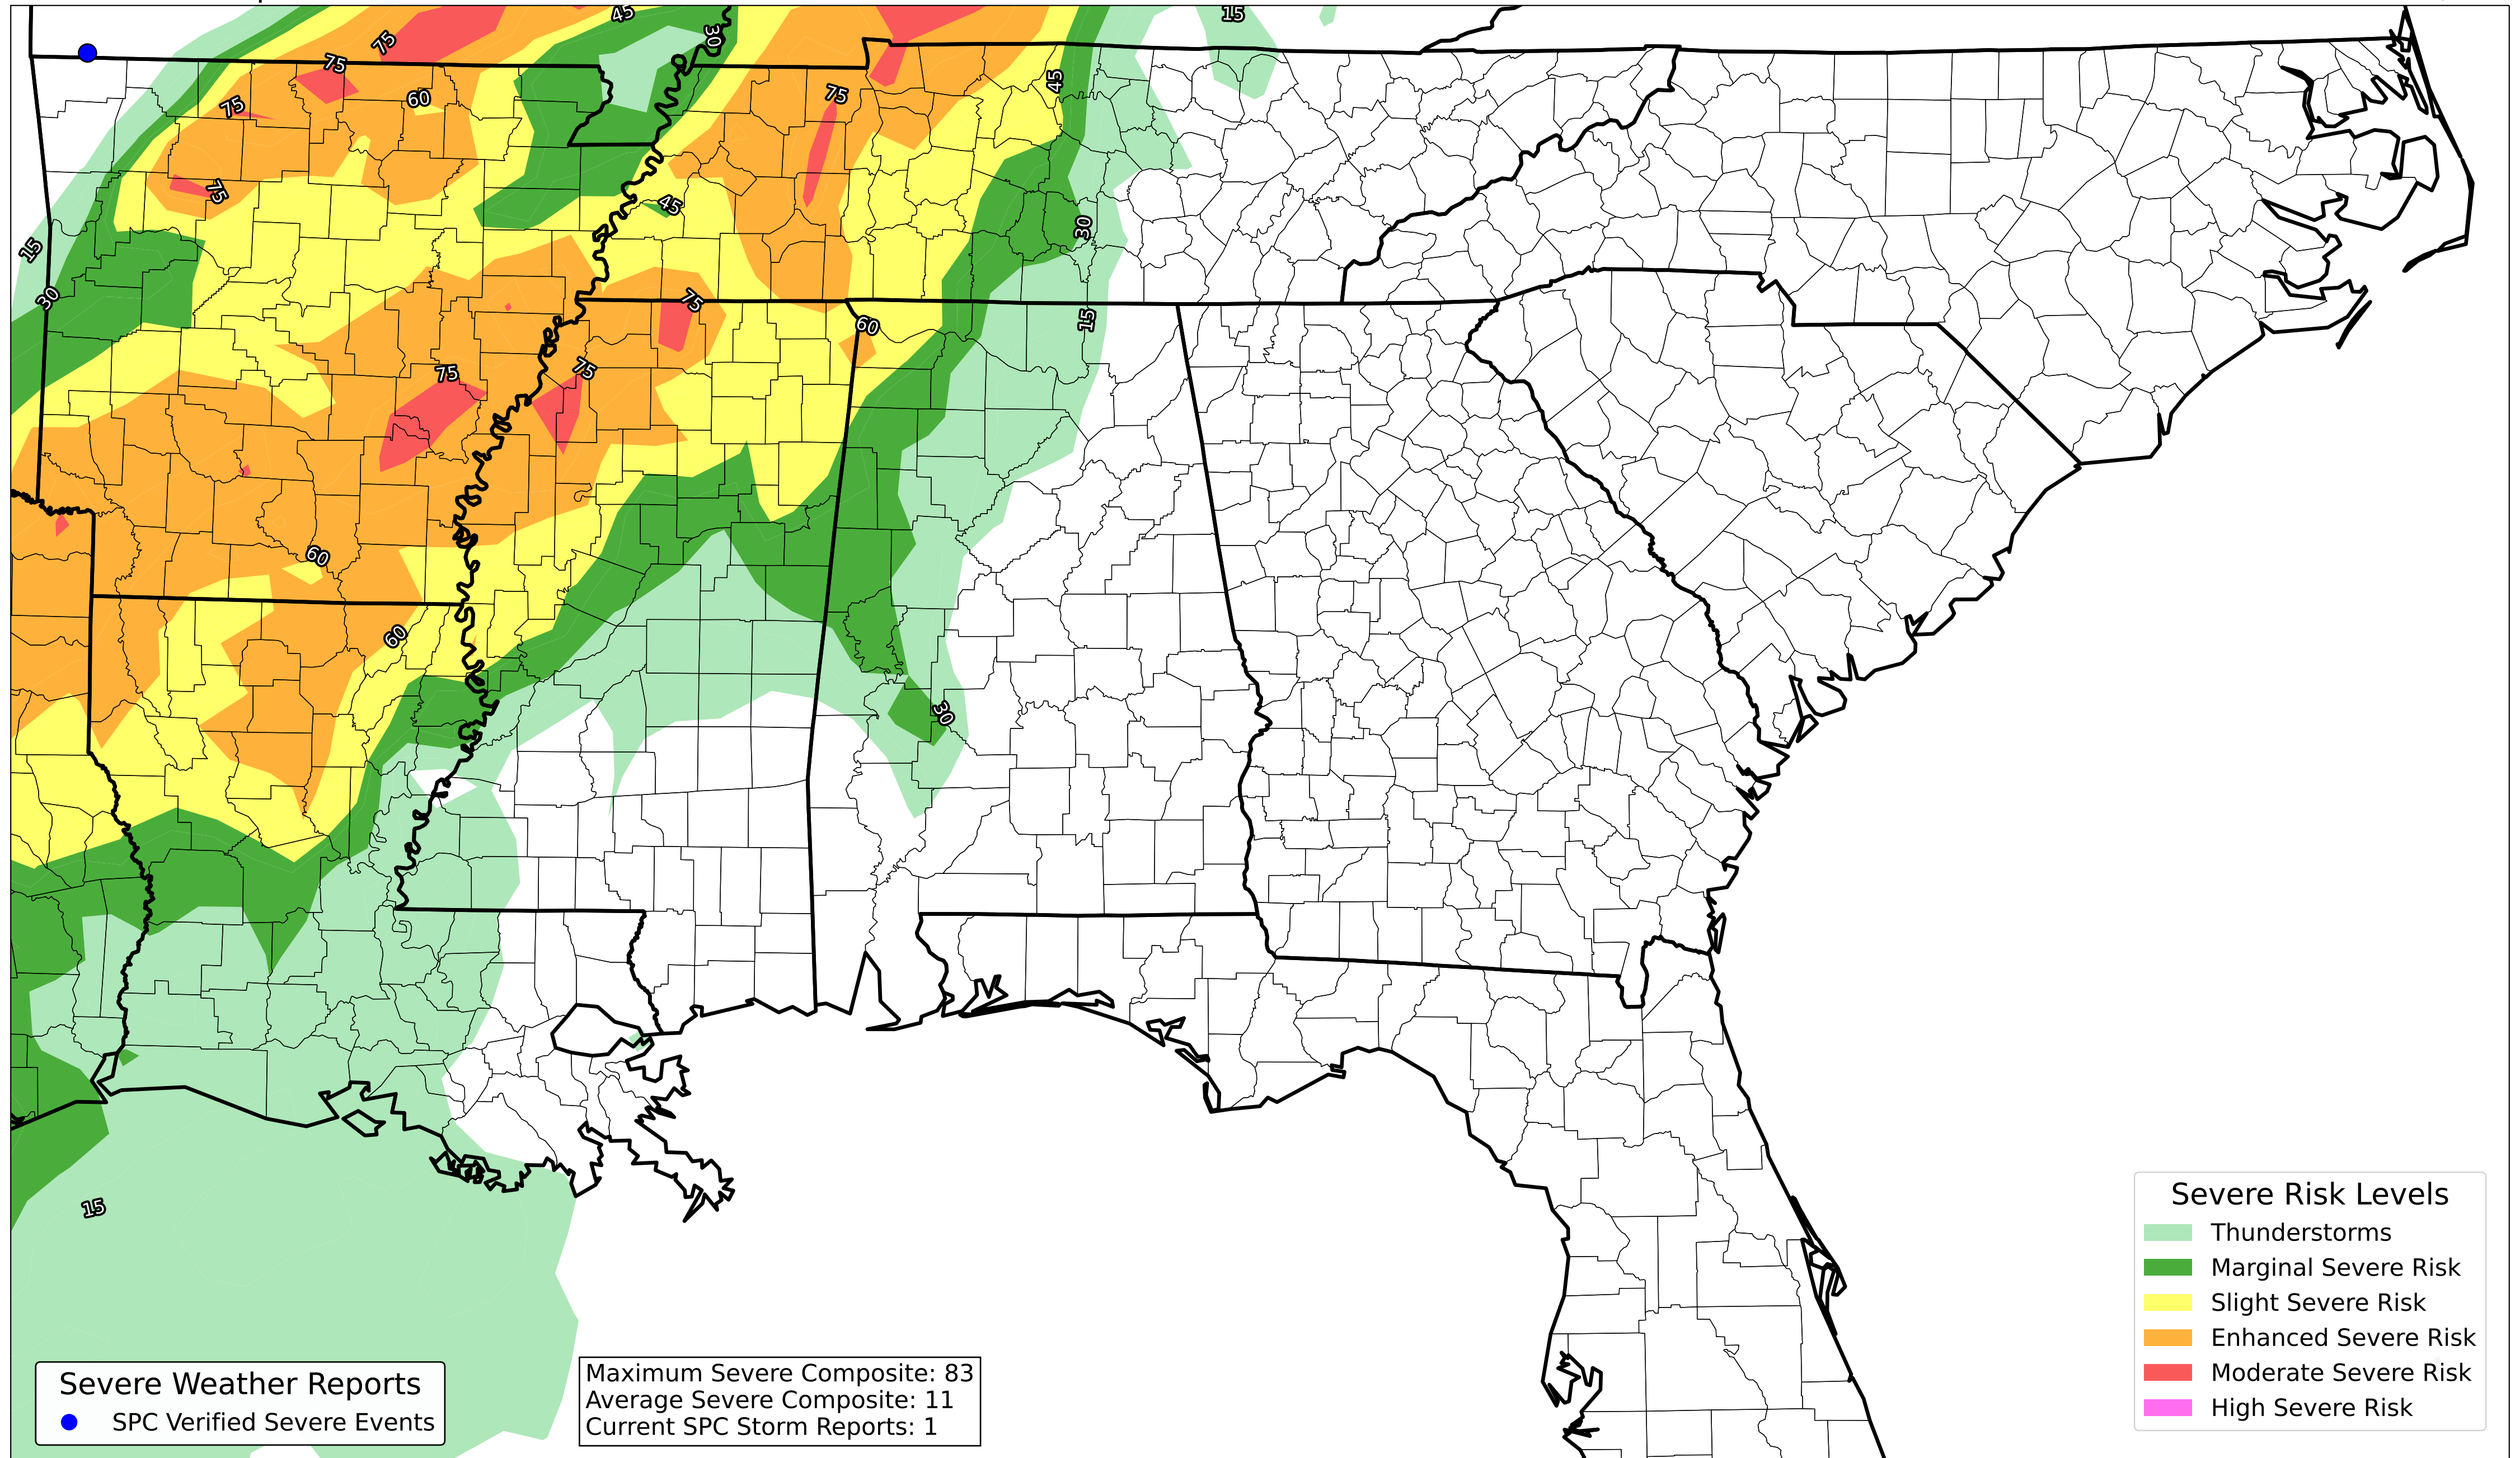 45
15
30
75
75
45
60
75
75
75
45
30
15
30
75
15
60
75
75
60
60
30
15
Severe Risk Levels
Thunderstorms
Marginal Severe Risk
Slight Severe Risk
Enhanced Severe Risk
Moderate Severe Risk
High Severe Risk
Severe Weather Reports
SPC Verified Severe Events
Maximum Severe Composite: 83
Average Severe Composite: 11
Current SPC Storm Reports: 1